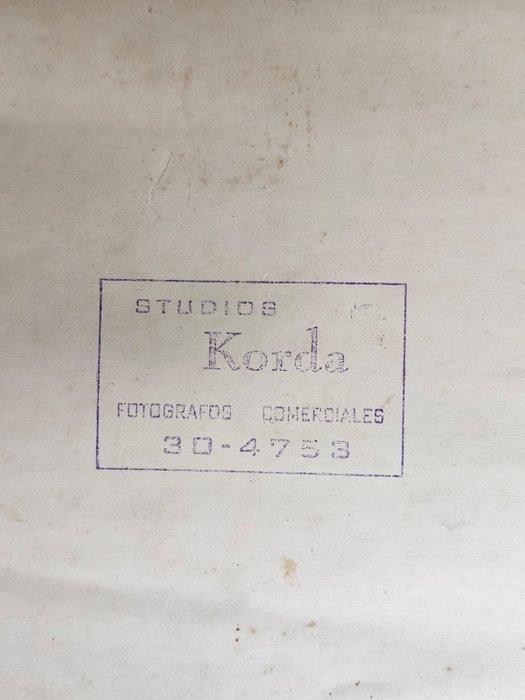 STUDIOS
Korda
FOTOGRAFOS COMERCIALES
30-4753